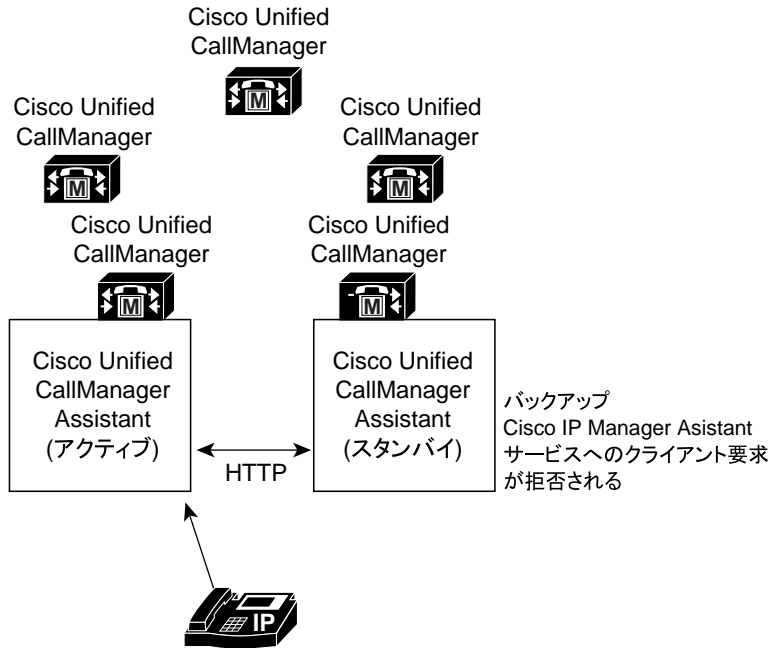 Cisco Unified
CallManager
M
Cisco Unified
CallManager
M
Cisco Unified
CallManager
M
Cisco Unified
CallManager
M
Cisco Unified
CallManager
M
Cisco Unified
CallManager
Assistant
(アクティブ)
HTTP
Cisco Unified
CallManager
Assistant
(スタンバイ)
バックアップ
Cisco IP Manager Asistant
サービスへのクライアント要求
が拒否される
IP